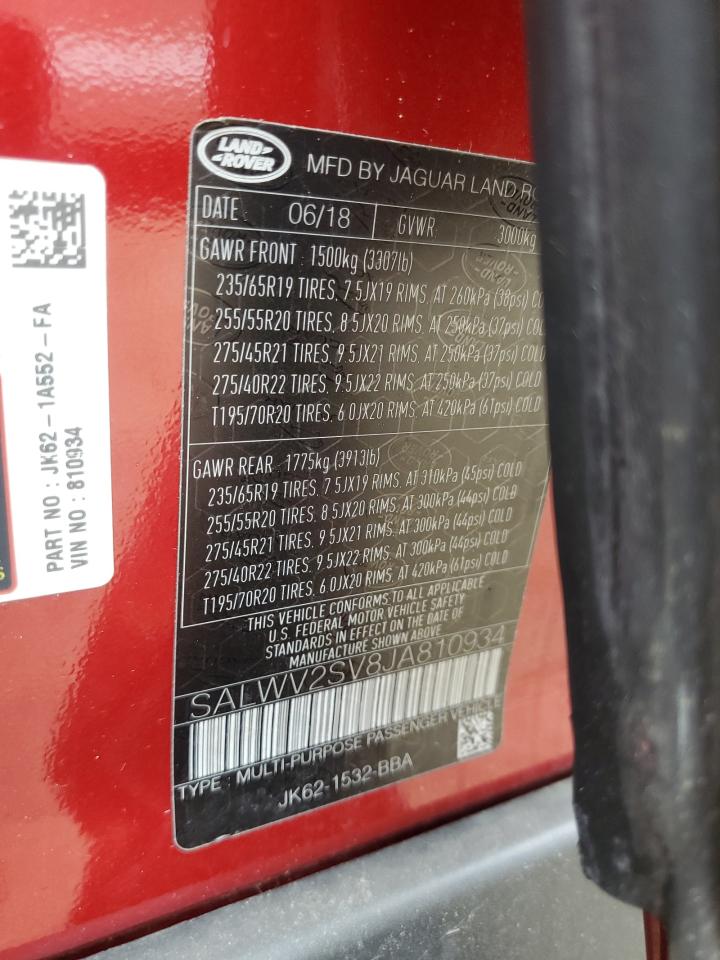 LAND-
-ROVER
MFD BY JAGUAR LAND
DATE : 06/18 GVWR : 3000kg
GAWR FRONT : 1500kg (3307lb)
235/65R19 TIRES, 7.5JX19 RIMS, AT 260kPa (38psi)
255/55R20 TIRES, 8.5JX20 RIMS, AT 250kPa (37psi)
275/45R21 TIRES, 9.5JX21 RIMS, AT 250kPa (37psi)
275/40R22 TIRES, 9.5JX22 RIMS, AT 250kPa (37psi) COLD
T195/70R20 TIRES, 6.0JX20 RIMS, AT 420kPa (61psi) COLD
GAWR REAR : 1775kg (3913lb)
235/65R19 TIRES, 7.5JX19 RIMS, AT 310kPa (45psi) COLD
255/55R20 TIRES, 8.5JX20 RIMS, AT 300kPa (44psi) COLD
275/45R21 TIRES, 9.5JX21 RIMS, AT 300kPa (44psi) COLD
275/40R22 TIRES, 9.5JX22 RIMS, AT 300kPa (44psi) COLD
T195/70R20 TIRES, 6.0JX20 RIMS, AT 420kPa (61psi) COLD
THIS VEHICLE CONFORMS TO ALL APPLICABLE
U.S. FEDERAL MOTOR VEHICLE SAFETY
STANDARDS IN EFFECT ON THE DATE OF
MANUFACTURE SHOWN ABOVE
SALWV2SV8JA810934
TYPE : MULTI-PURPOSE PASSENGER VEHICLE
JK62-1532-BBA
PART NO : JK62-1A552-FA
VIN NO : 810934